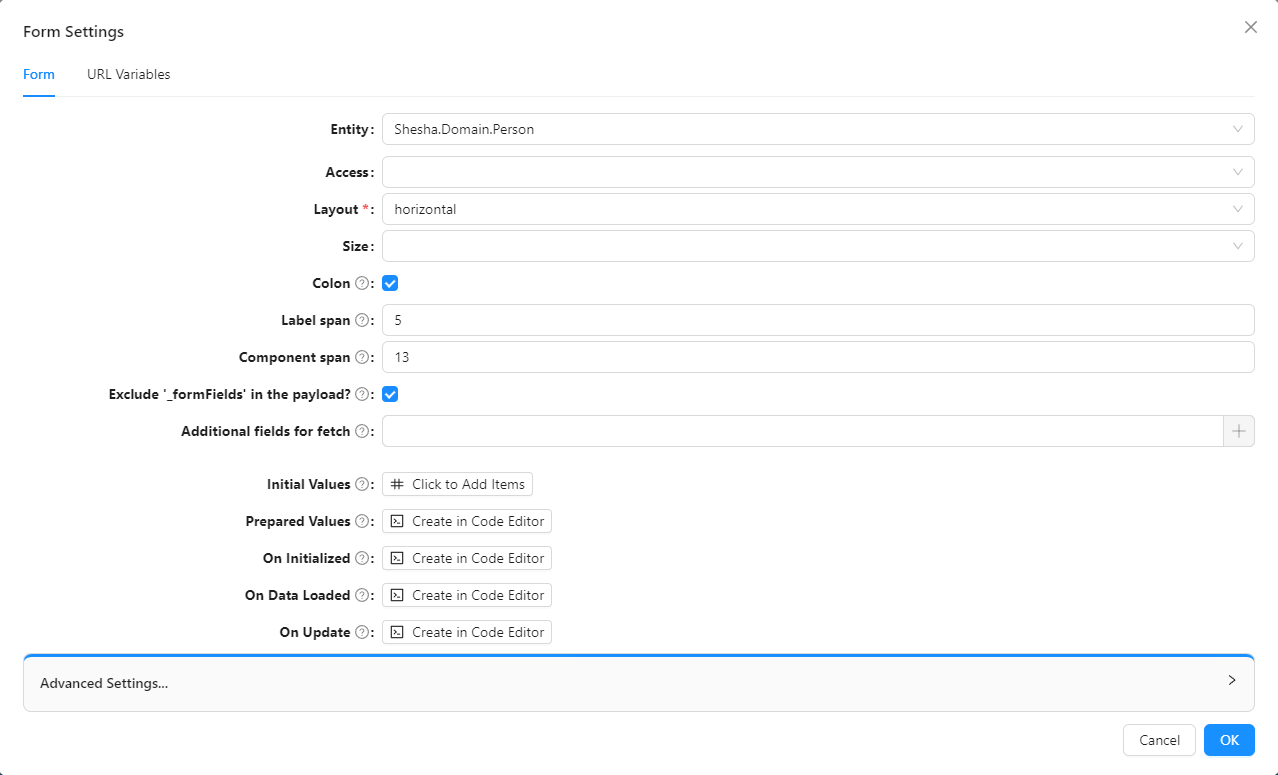 Form Settings
Form URL Variables
Entity: Shesha.Domain.Person
Access:
Layout *: horizontal
Size:
Colon ?:
Label span ?: 5
Component span ?: 13
Exclude '_formFields' in the payload? ?:
Additional fields for fetch ?: +
Initial Values ?: # Click to Add Items
Prepared Values ?: Create in Code Editor
On Initialized ?: Create in Code Editor
On Data Loaded ?: Create in Code Editor
On Update ?: Create in Code Editor
Advanced Settings...
Cancel OK